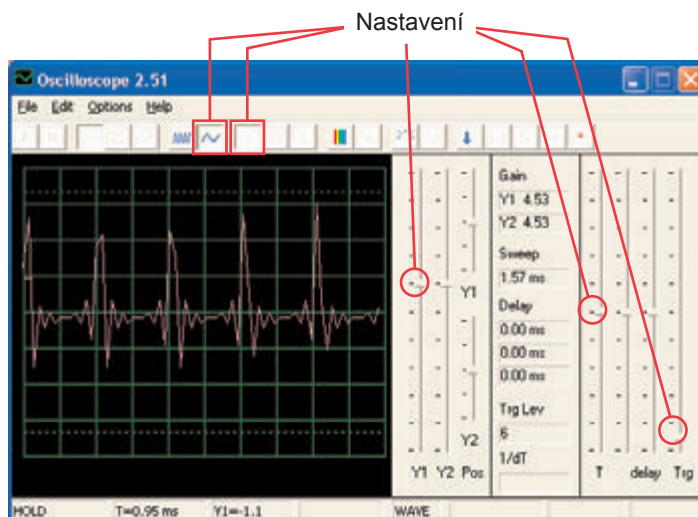 Nastavení
Oscilloscope 2.51
File Edit Options Help
Gain
Y1 4.53
Y2 4.53
Sweep
1.57 ms
Delay
0.00 ms
0.00 ms
0.00 ms
Trg Lev
6
1/dT
Y1
Y2
Y1 Y2 Pos
T delay Trg
HOLD T=0.95 ms Y1=-1.1 WAVE